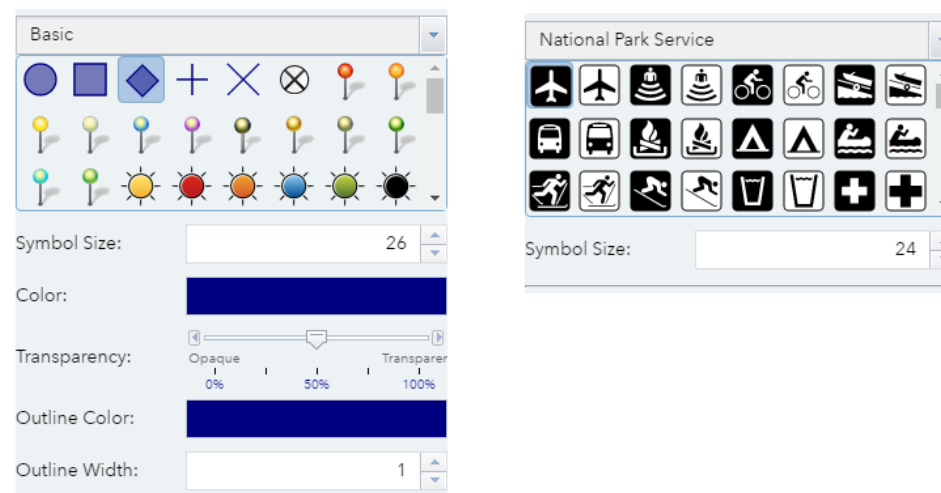 Basic
Symbol Size: 26
Color:
Transparency:
Opaque Transparen
0% 50% 100%
Outline Color:
Outline Width: 1
National Park Service
Symbol Size: 24